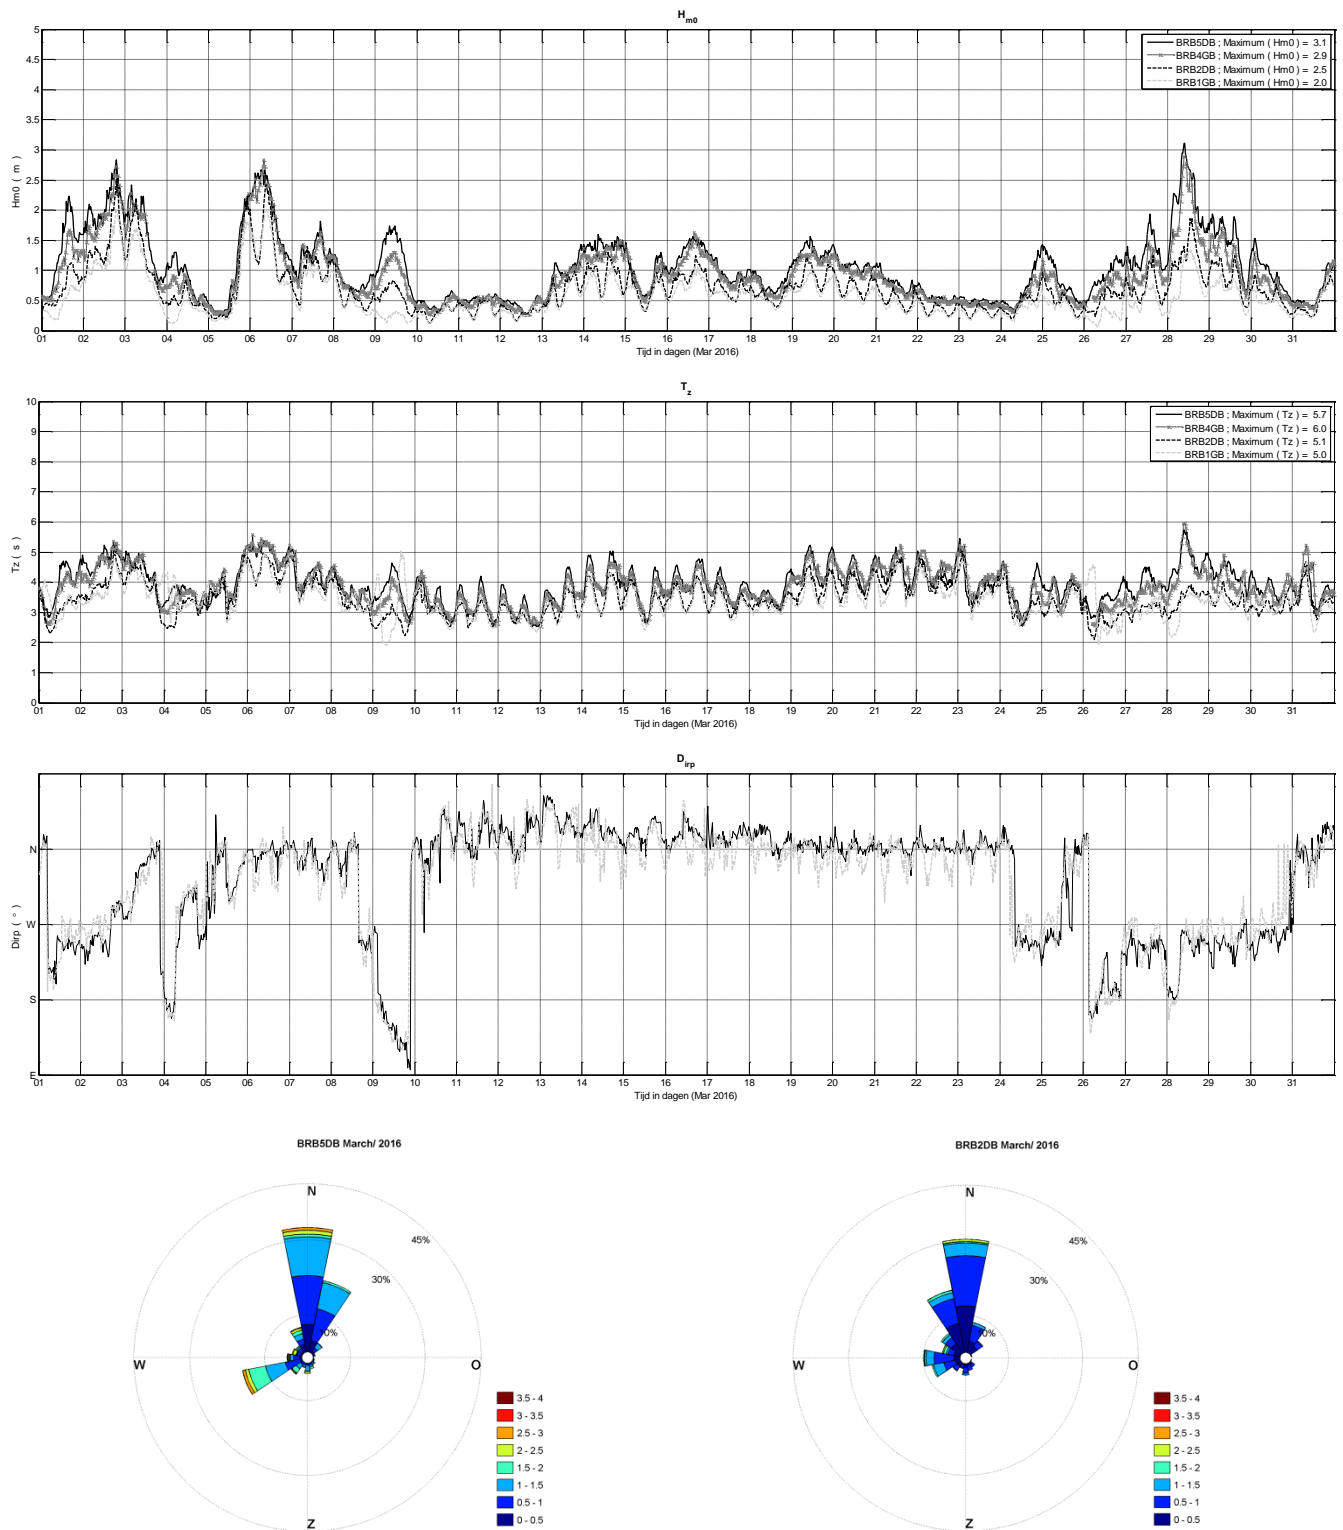 Hm0
BRB5DB ; Maximum ( Hm0 ) = 3.1
BRB4GB ; Maximum ( Hm0 ) = 2.9
BRB2DB ; Maximum ( Hm0 ) = 2.5
BRB1GB ; Maximum ( Hm0 ) = 2.0
Hm0 ( m )
5
4.5
4
3.5
3
2.5
2
1.5
1
0.5
0
01 02 03 04 05 06 07 08 09 10 11 12 13 14 15 16 17 18 19 20 21 22 23 24 25 26 27 28 29 30 31
Tijd in dagen (Mar 2016)
Tz
BRB5DB ; Maximum ( Tz ) = 5.7
BRB4GB ; Maximum ( Tz ) = 6.0
BRB2DB ; Maximum ( Tz ) = 5.1
BRB1GB ; Maximum ( Tz ) = 5.0
Tz ( s )
10
9
8
7
6
5
4
3
2
1
0
01 02 03 04 05 06 07 08 09 10 11 12 13 14 15 16 17 18 19 20 21 22 23 24 25 26 27 28 29 30 31
Tijd in dagen (Mar 2016)
Dirp
Dirp ( ° )
N
W
S
E
01 02 03 04 05 06 07 08 09 10 11 12 13 14 15 16 17 18 19 20 21 22 23 24 25 26 27 28 29 30 31
Tijd in dagen (Mar 2016)
BRB5DB March/ 2016
N
45%
30%
10%
W
O
Z
3.5 - 4
3 - 3.5
2.5 - 3
2 - 2.5
1.5 - 2
1 - 1.5
0.5 - 1
0 - 0.5
BRB2DB March/ 2016
N
45%
30%
10%
W
O
Z
3.5 - 4
3 - 3.5
2.5 - 3
2 - 2.5
1.5 - 2
1 - 1.5
0.5 - 1
0 - 0.5